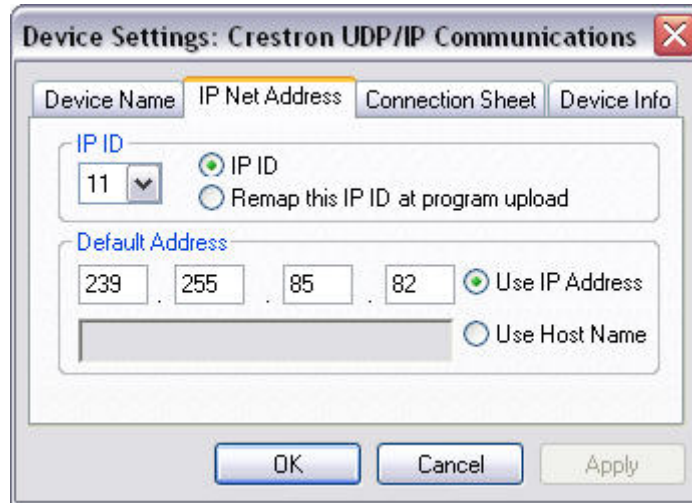 Device Settings: Crestron UDP/IP Communications
Device Name IP Net Address Connection Sheet Device Info
IP ID
11 IP ID
Remap this IP ID at program upload
Default Address
239 . 255 . 85 . 82 Use IP Address
Use Host Name
OK Cancel Apply